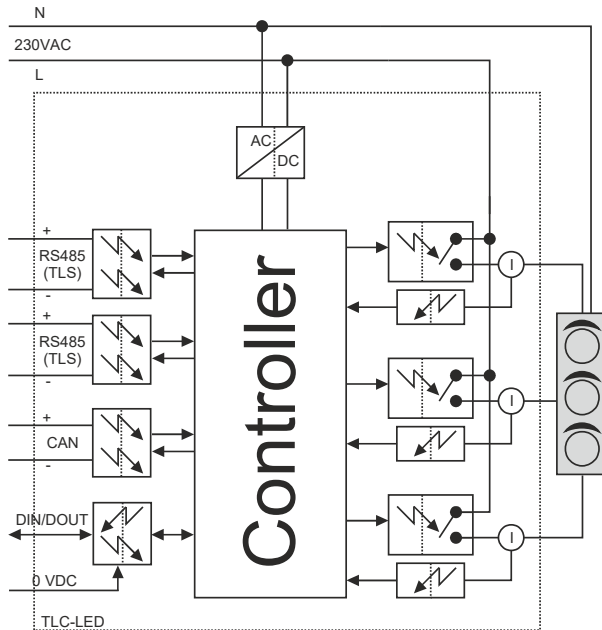 N
230VAC
L
AC
DC
+
RS485
(TLS)
-
+
RS485
(TLS)
-
+
CAN
-
DIN/DOUT
0 VDC
Controller
I
I
I
TLC-LED